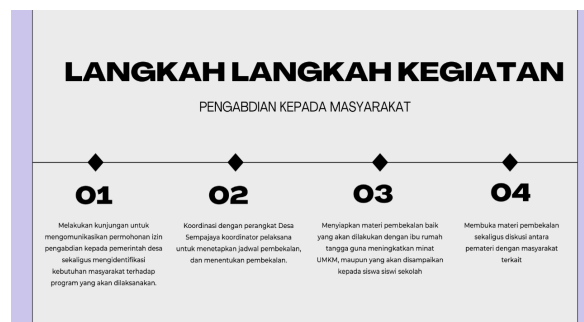 LANGKAH LANGKAH KEGIATAN
PENGABDIAN KEPADA MASYARAKAT
01
Melakukan kunjungan untuk
mengomunikasikan permohonan izin
pengabdian kepada pemerintah desa
sekaligus mengidentifikasi
kebutuhan masyarakat terhadap
program yang akan dilaksanakan.
02
Koordinasi dengan perangkat Desa
Sempajaya koordinator pelaksana
untuk menetapkan jadwal pembekalan,
dan menentukan pembekalan.
03
Menyiapkan materi pembekalan baik
yang akan dilakukan dengan ibu rumah
tangga guna meningkatkan minat
UMKM, maupun yang akan disampaikan
kepada siswa siswi sekolah
04
Membuka materi pembekalan
sekaligus diskusi antara
pemateri dengan masyarakat
terkait